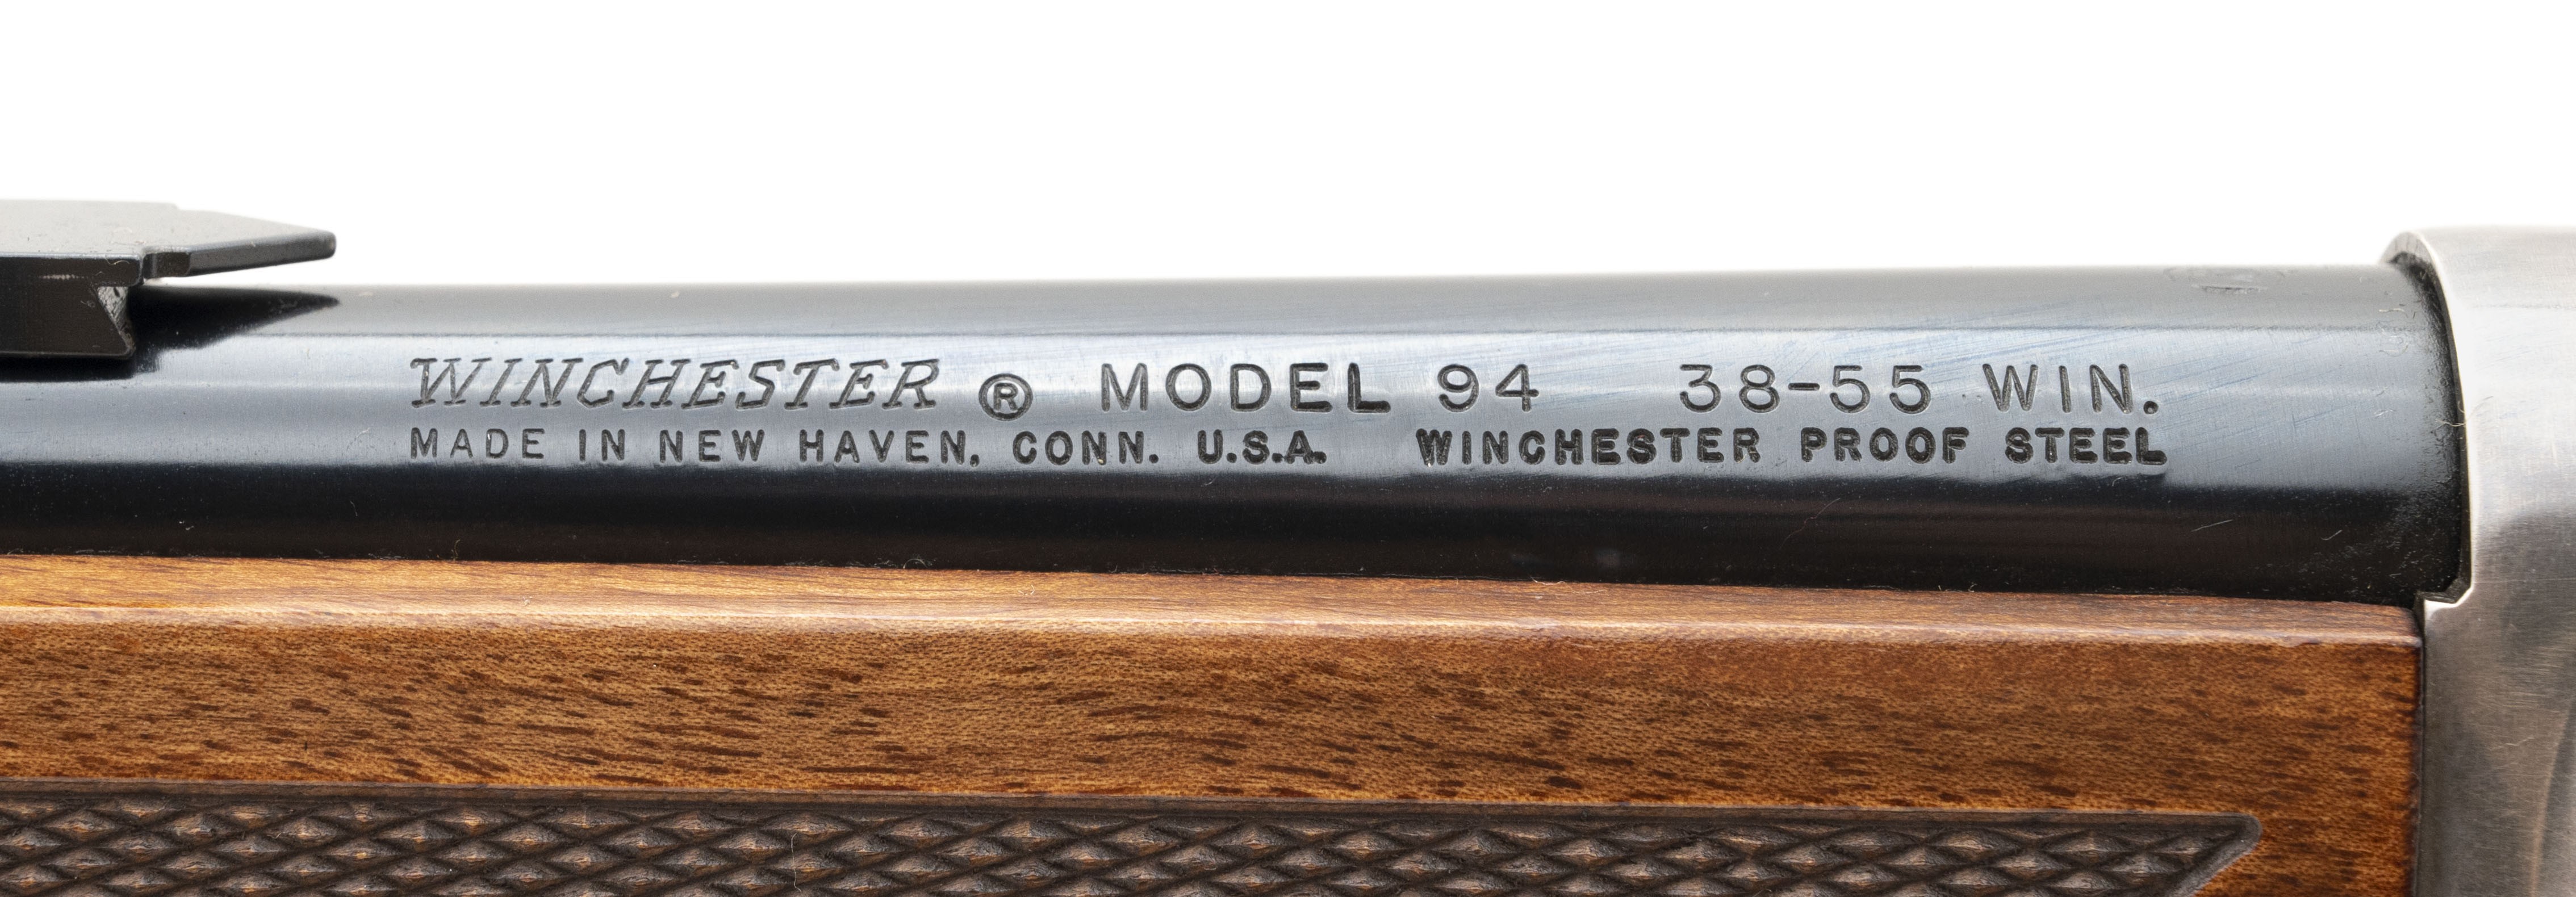 WINCHESTER ® MODEL 94 38-55 WIN.
MADE IN NEW HAVEN, CONN. U.S.A. WINCHESTER PROOF STEEL